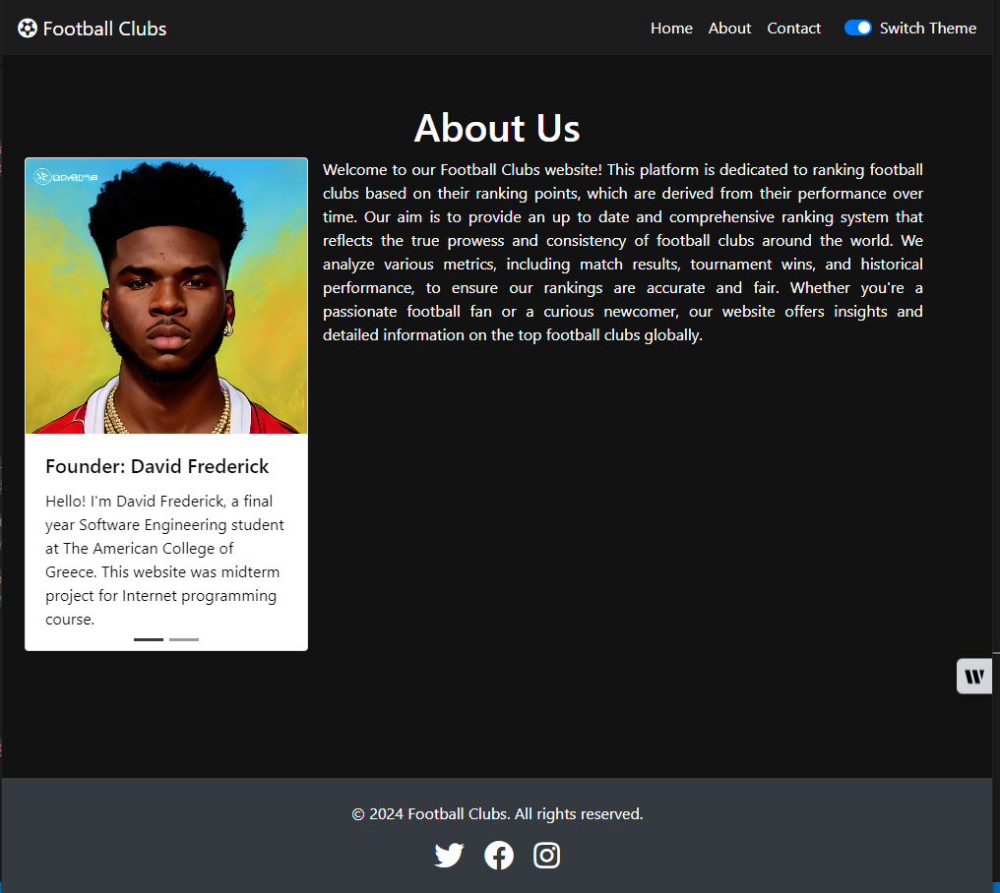 Football Clubs
Home About Contact Switch Theme
About Us
Welcome to our Football Clubs website! This platform is dedicated to ranking football
clubs based on their ranking points, which are derived from their performance over
time. Our aim is to provide an up to date and comprehensive ranking system that
reflects the true prowess and consistency of football clubs around the world. We
analyze various metrics, including match results, tournament wins, and historical
performance, to ensure our rankings are accurate and fair. Whether you're a
passionate football fan or a curious newcomer, our website offers insights and
detailed information on the top football clubs globally.
Founder: David Frederick
Hello! I'm David Frederick, a final
year Software Engineering student
at The American College of
Greece. This website was midterm
project for Internet programming
course.
W
© 2024 Football Clubs. All rights reserved.